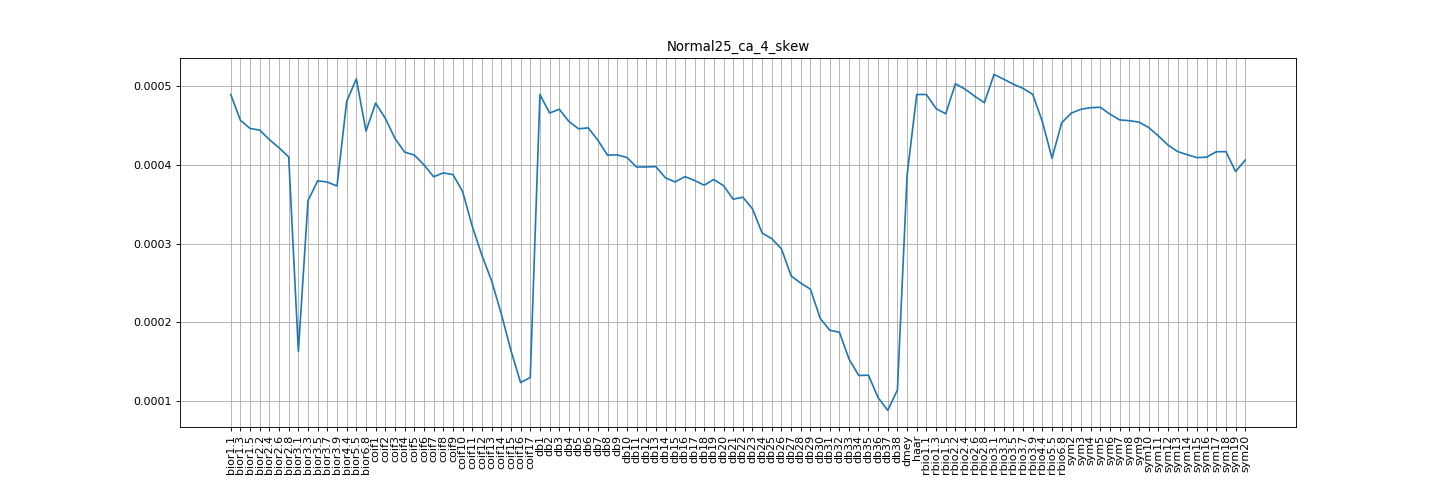 Normal25_ca_4_skew
0.0005
0.0004
0.0003
0.0002
0.0001
bior1.1
bior1.3
bior1.5
bior2.2
bior2.4
bior2.6
bior2.8
bior3.1
bior3.3
bior3.5
bior3.7
bior3.9
bior4.4
bior5.5
bior6.8
coif1
coif2
coif3
coif4
coif5
coif6
coif7
coif8
coif9
coif10
coif11
coif12
coif13
coif14
coif15
coif16
coif17
db1
db2
db3
db4
db5
db6
db7
db8
db9
db10
db11
db12
db13
db14
db15
db16
db17
db18
db19
db20
db21
db22
db23
db24
db25
db26
db27
db28
db29
db30
db31
db32
db33
db34
db35
db36
db37
db38
dmey
haar
rbio1.1
rbio1.3
rbio1.5
rbio2.2
rbio2.4
rbio2.6
rbio2.8
rbio3.1
rbio3.3
rbio3.5
rbio3.7
rbio3.9
rbio4.4
rbio5.5
rbio6.8
sym2
sym3
sym4
sym5
sym6
sym7
sym8
sym9
sym10
sym11
sym12
sym13
sym14
sym15
sym16
sym17
sym18
sym19
sym20